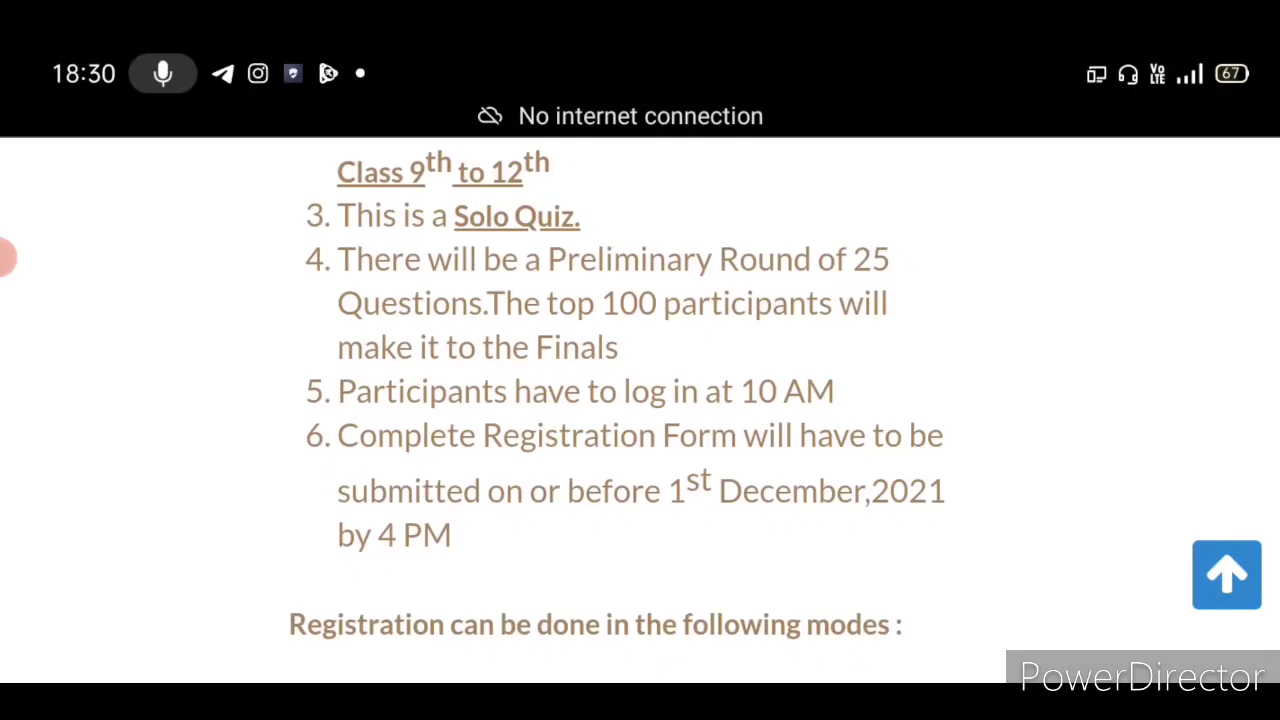 18:30
VoLTE
67
No internet connection
Class 9th to 12th
3. This is a Solo Quiz.
4. There will be a Preliminary Round of 25
Questions.The top 100 participants will
make it to the Finals
5. Participants have to log in at 10 AM
6. Complete Registration Form will have to be
submitted on or before 1st December,2021
by 4 PM
Registration can be done in the following modes :
PowerDirector